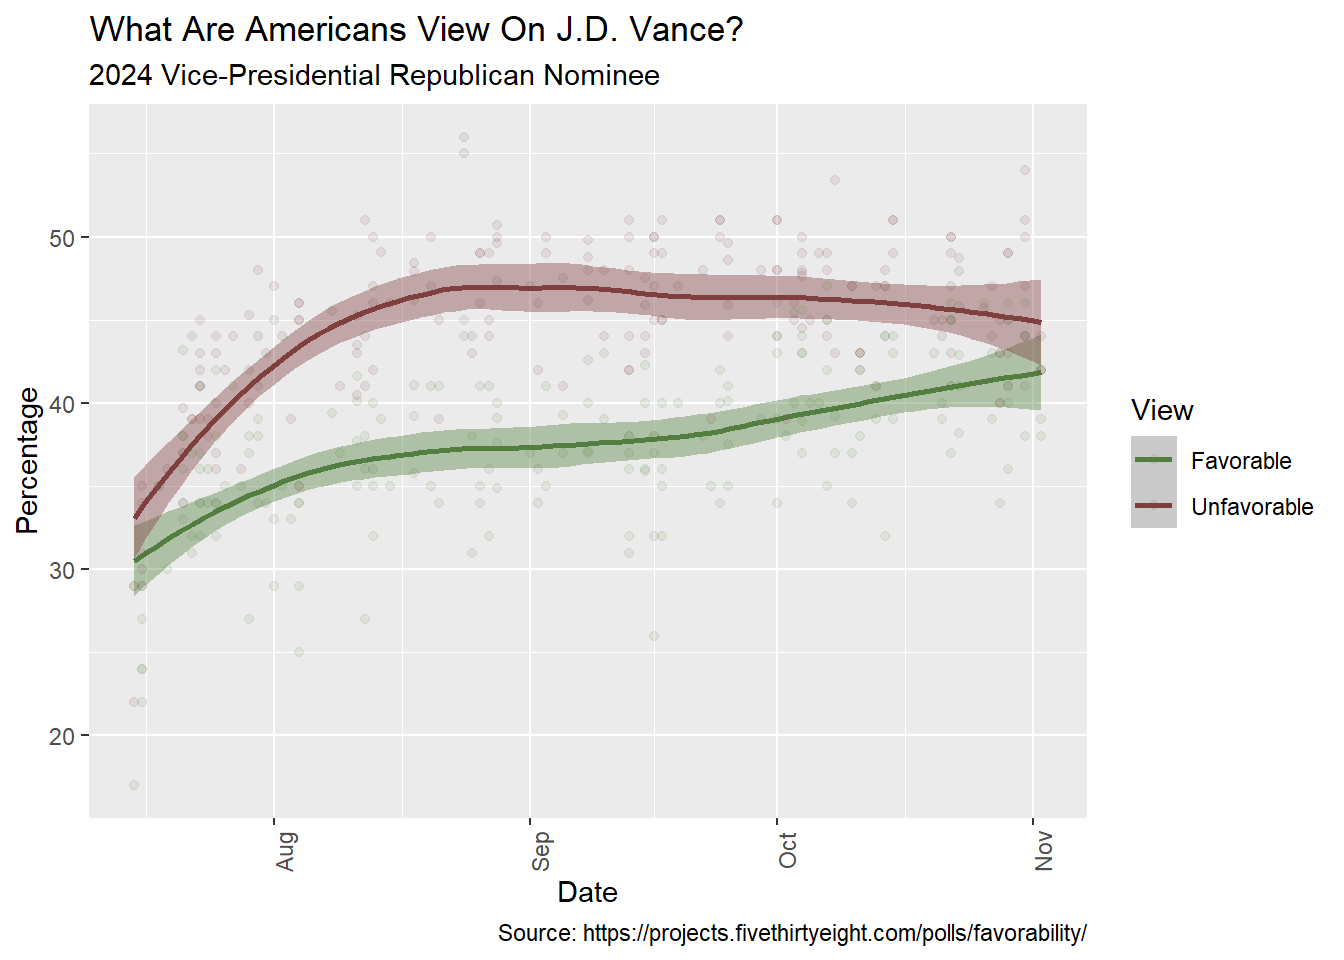 What Are Americans View On J.D. Vance?
2024 Vice-Presidential Republican Nominee
Percentage
50
40
30
20
Aug
Sep
Oct
Nov
Date
View
Favorable
Unfavorable
Source: https://projects.fivethirtyeight.com/polls/favorability/